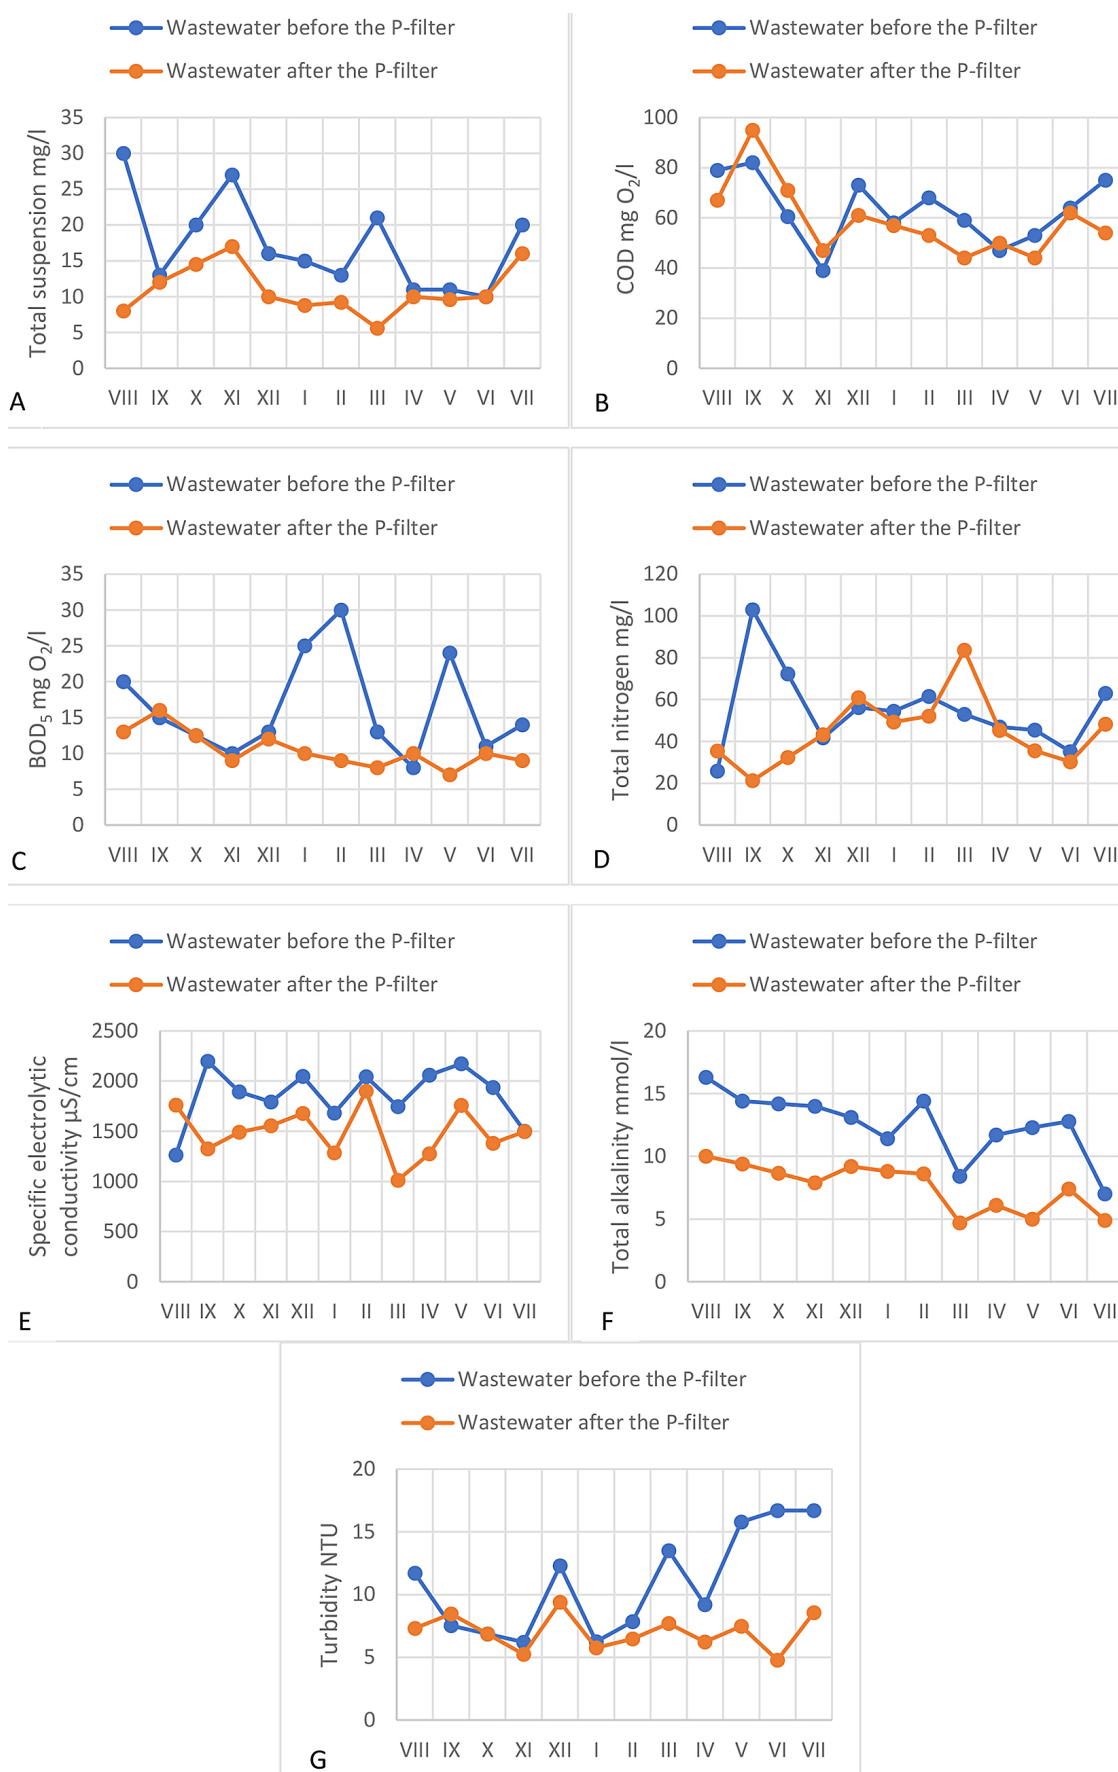 Wastewater before the P-filter
Wastewater after the P-filter
Total suspension mg/l
35
30
25
20
15
10
5
0
VIII IX X XI XII I II III IV V VI VII
A
Wastewater before the P-filter
Wastewater after the P-filter
COD mg O₂/l
100
80
60
40
20
0
VIII IX X XI XII I II III IV V VI VII
B
Wastewater before the P-filter
Wastewater after the P-filter
BOD₅ mg O₂/l
35
30
25
20
15
10
5
0
VIII IX X XI XII I II III IV V VI VII
C
Wastewater before the P-filter
Wastewater after the P-filter
Total nitrogen mg/l
120
100
80
60
40
20
0
VIII IX X XI XII I II III IV V VI VII
D
Wastewater before the P-filter
Wastewater after the P-filter
Specific electrolytic
conductivity µS/cm
2500
2000
1500
1000
500
0
VIII IX X XI XII I II III IV V VI VII
E
Wastewater before the P-filter
Wastewater after the P-filter
Total alkalinity mmol/l
20
15
10
5
0
VIII IX X XI XII I II III IV V VI VII
F
Wastewater before the P-filter
Wastewater after the P-filter
Turbidity NTU
20
15
10
5
0
VIII IX X XI XII I II III IV V VI VII
G